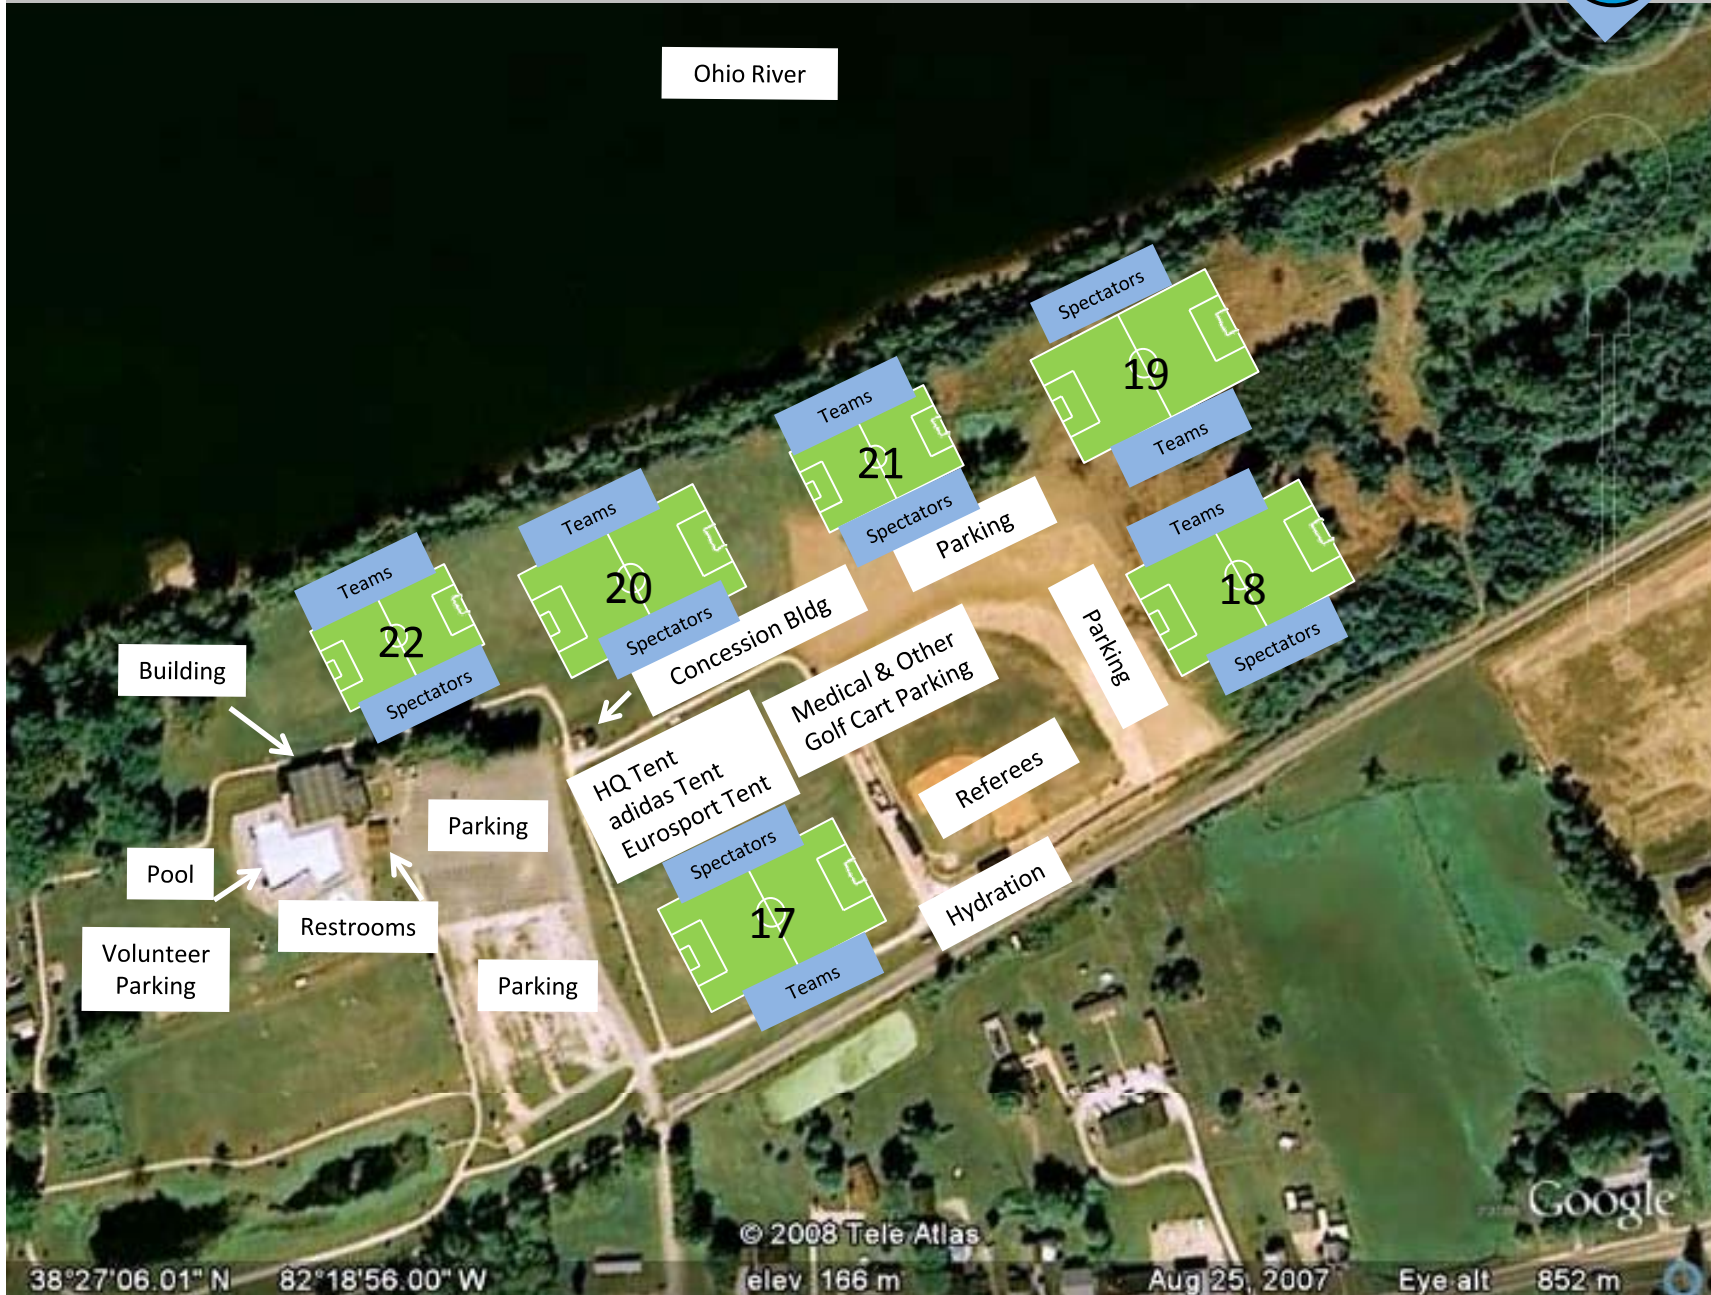 Ohio River
Spectators
19
Teams
Teams
21
Spectators
Parking
Teams
18
Spectators
Parking
Teams
20
Spectators
Concession Bldg
Teams
22
Spectators
Building
Medical & Other
Golf Cart Parking
HQ Tent
adidas Tent
Eurosport Tent
Referees
Parking
Pool
Restrooms
Spectators
17
Teams
Hydration
Volunteer
Parking
Parking
Google
© 2008 Tele Atlas
38°27'06.01" N 82°18'56.00" W elev 166 m Aug 25, 2007 Eye alt 852 m